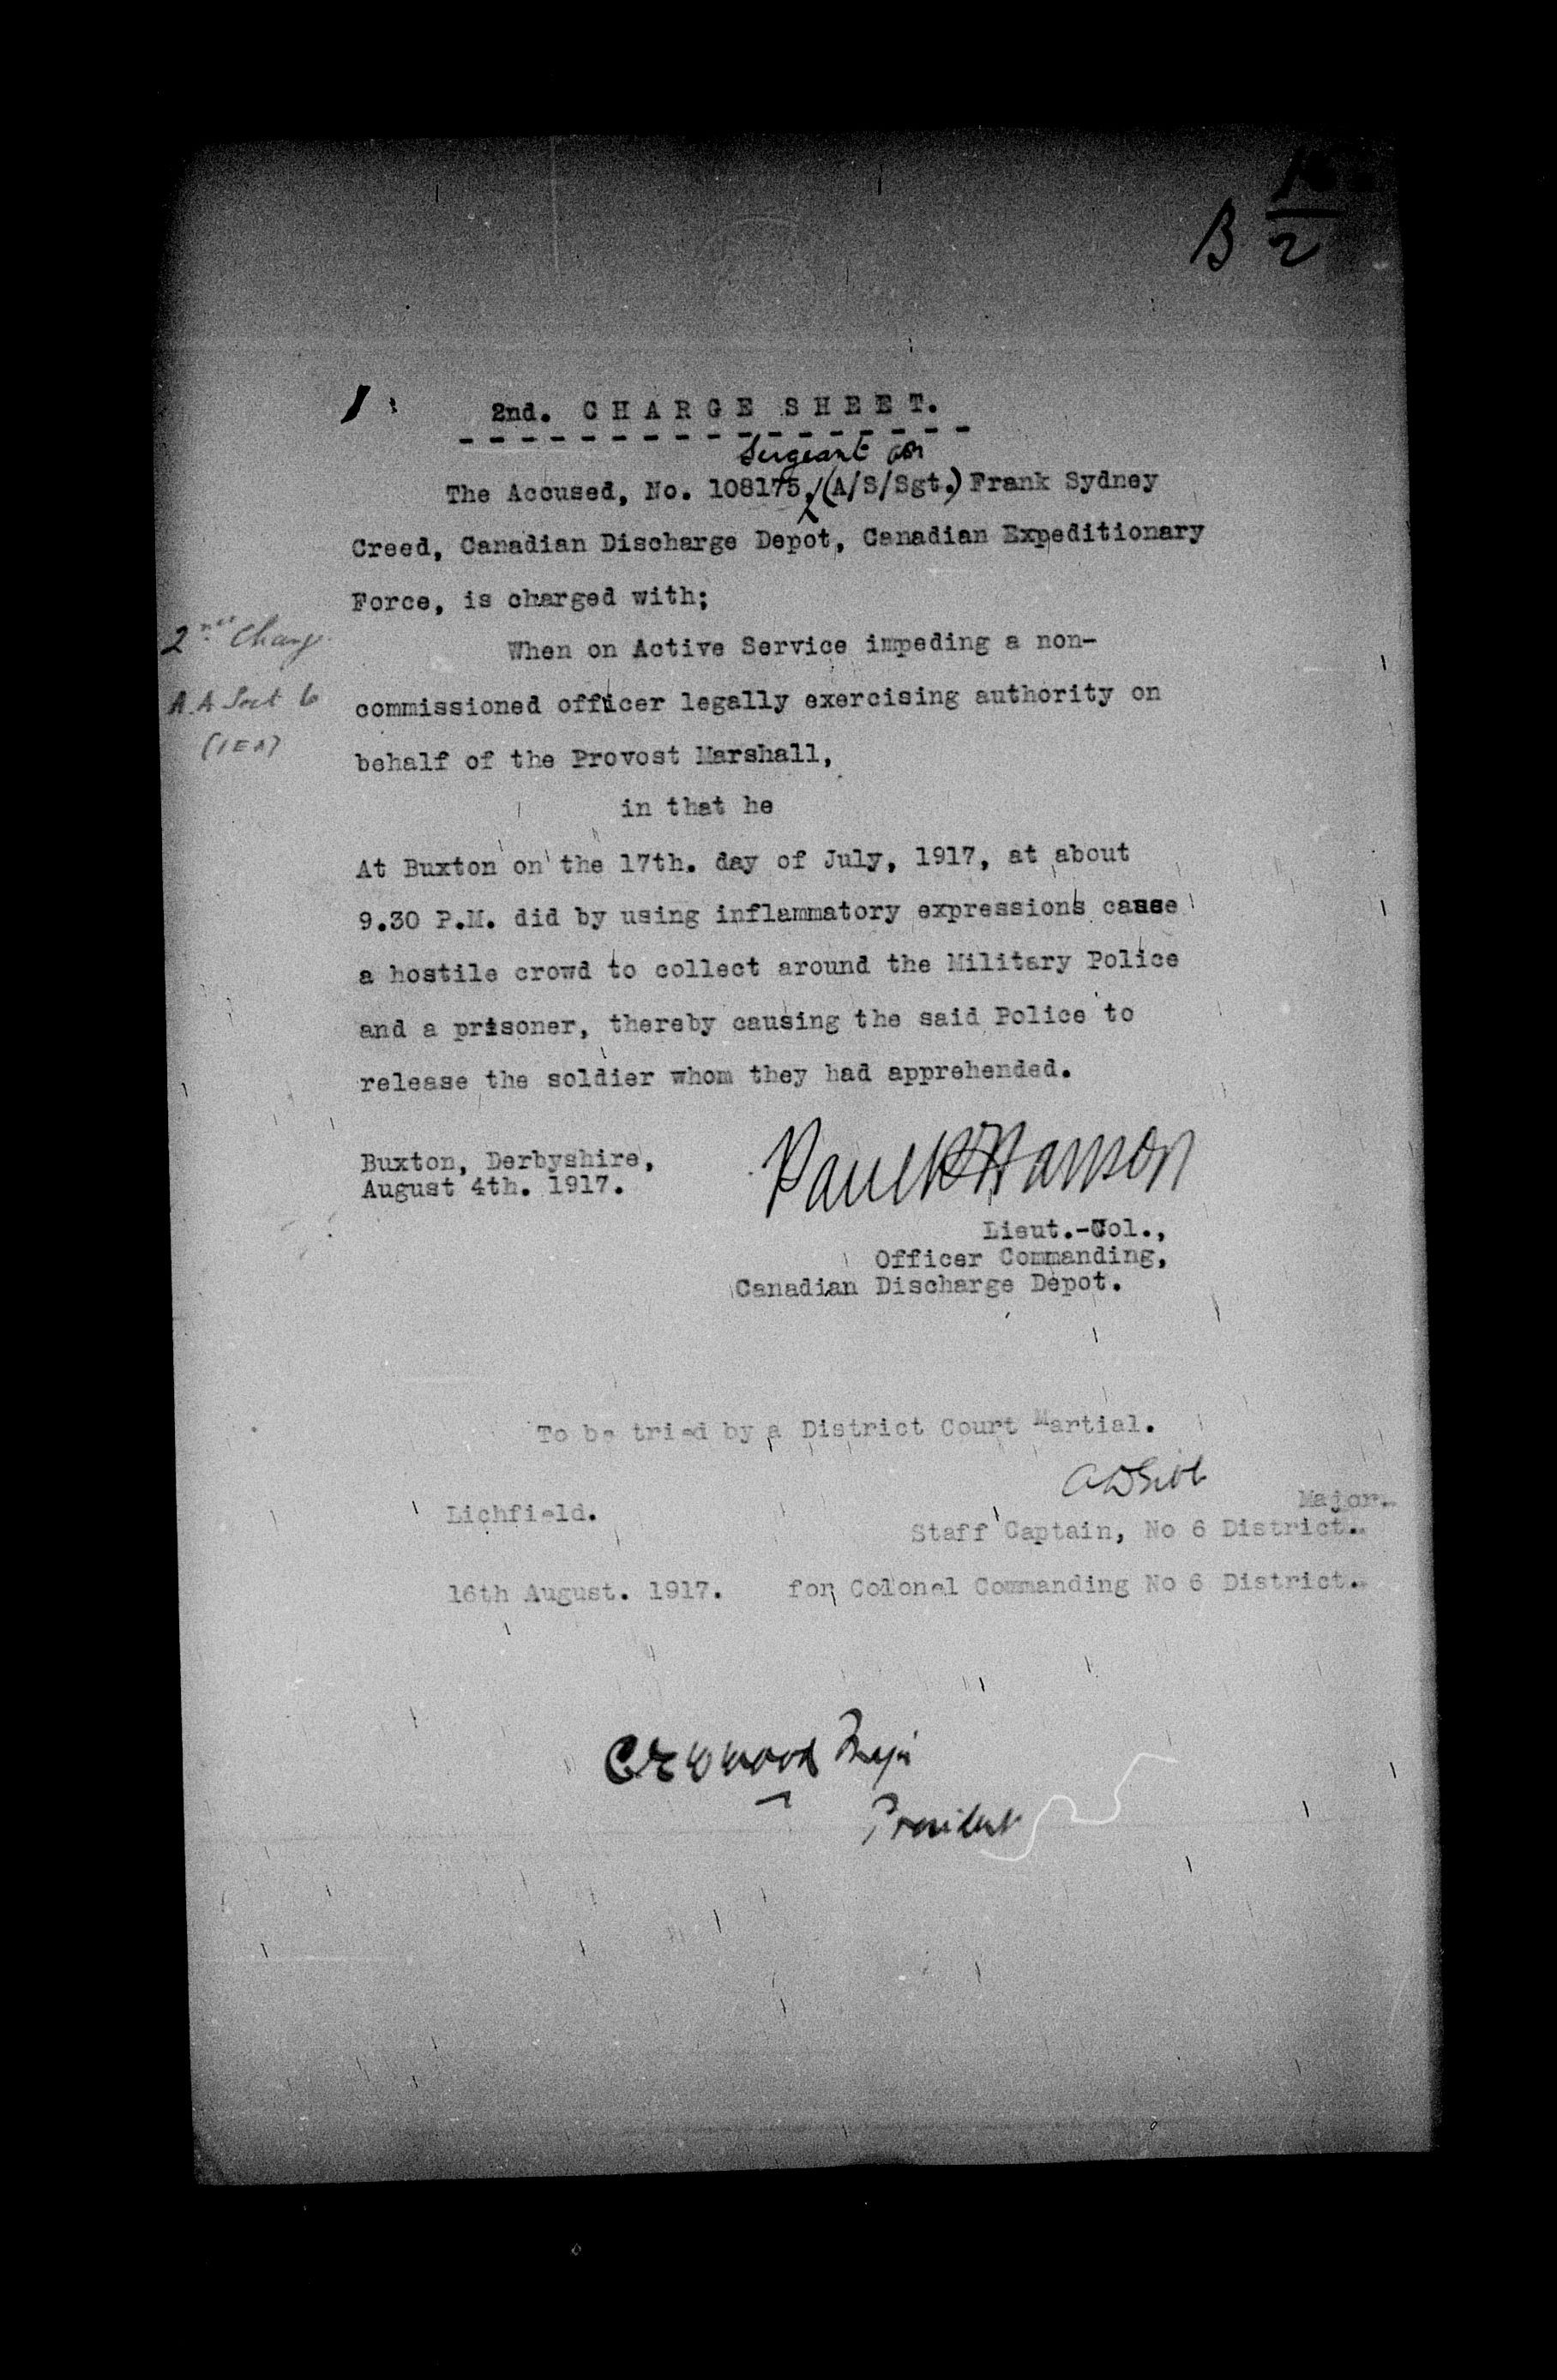 B 2
1
2nd. CHARGE SHEET.
Sergeant
The Accused, No. 108175, (A/S/Sgt.) Frank Sydney
Creed, Canadian Discharge Depot, Canadian Expeditionary
Force, is charged with;
2nd Charge
When on Active Service impeding a non-
A.A Sect 6
commissioned officer legally exercising authority on
behalf of the Provost Marshall,
in that he
At Buxton on the 17th. day of July, 1917, at about
9.30 P.M. did by using inflammatory expressions cause
a hostile crowd to collect around the Military Police
and a prisoner, thereby causing the said Police to
release the soldier whom they had apprehended.
Buxton, Derbyshire,
August 4th. 1917.
Lieut.-Col.,
Officer Commanding,
Canadian Discharge Depot.
To be tried by a District Court Martial.
Lichfield.
Major.
Staff Captain, No 6 District.
16th August. 1917. for Colonel Commanding No 6 District.
Major
President